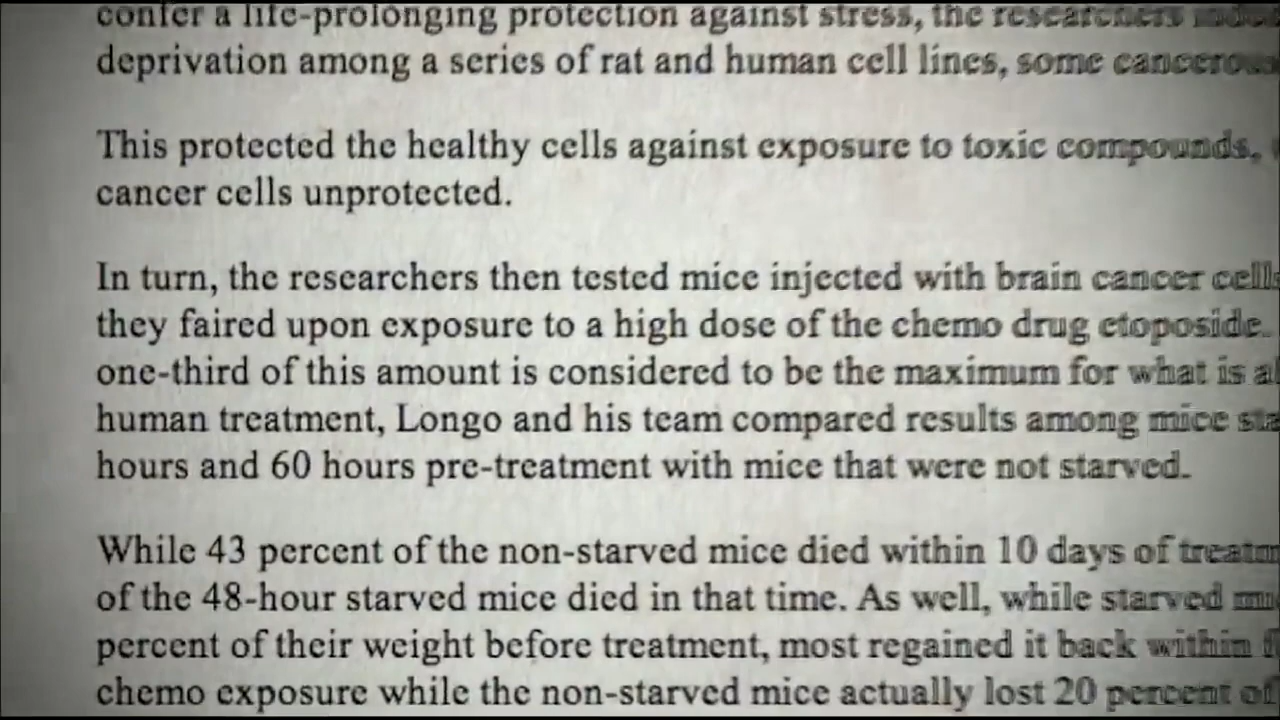 confer a life-prolonging protection against stress, the researchers
deprivation among a series of rat and human cell lines, some
This protected the healthy cells against exposure to toxic compounds,
cancer cells unprotected.
In turn, the researchers then tested mice injected with brain cancer cells
they faired upon exposure to a high dose of the chemo drug etoposide.
one-third of this amount is considered to be the maximum for what is
human treatment, Longo and his team compared results among mice
hours and 60 hours pre-treatment with mice that were not starved.
While 43 percent of the non-starved mice died within 10 days of
of the 48-hour starved mice died in that time. As well, while starved
percent of their weight before treatment, most regained it back within
chemo exposure while the non-starved mice actually lost 20 percent of